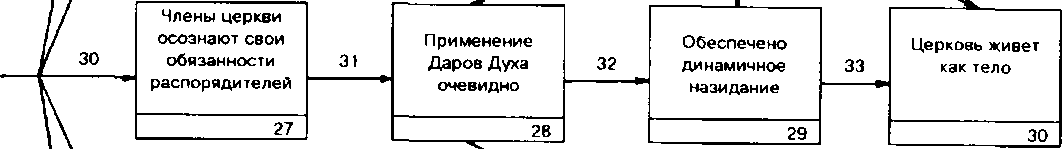 30
Члены церкви
осознают свои
обязанности
распорядителей
27
31
Применение
Даров Духа
очевидно
28
32
Обеспечено
динамичное
назидание
29
33
Церковь живет
как тело
30